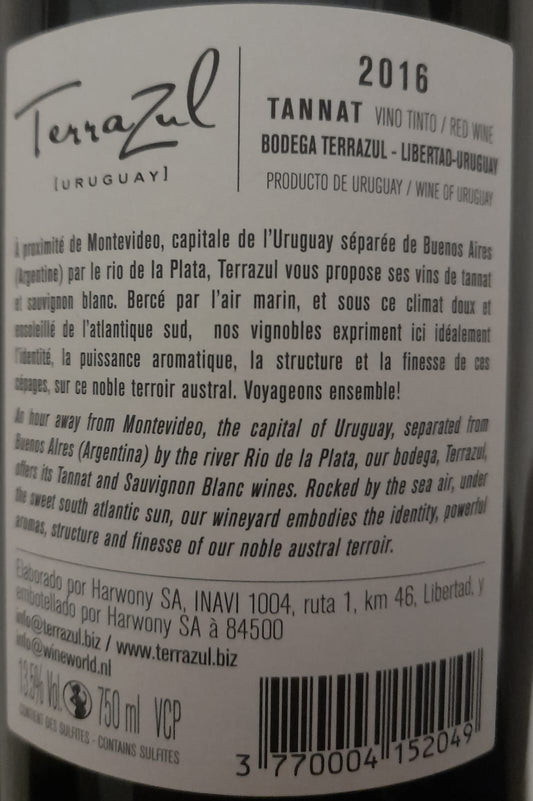 TerraZul
[URUGUAY]
2016
TANNAT VINO TINTO / RED WINE
BODEGA TERRAZUL - LIBERTAD-URUGUAY
PRODUCTO DE URUGUAY / WINE OF URUGUAY
À proximité de Montevideo, capitale de l'Uruguay séparée de Buenos Aires
(Argentine) par le rio de la Plata, Terrazul vous propose ses vins de tannat
et sauvignon blanc. Bercé par l'air marin, et sous ce climat doux et
ensoleillé de l'atlantique sud, nos vignobles expriment ici idéalement
l'identité, la puissance aromatique, la structure et la finesse de ces
cépages, sur ce noble terroir austral. Voyageons ensemble!
An hour away from Montevideo, the capital of Uruguay, separated from
Buenos AIres (Argentina) by the river Rio de la Plata, our bodega, Terrazul,
offers its Tannat and Sauvignon Blanc wines. Rocked by the sea air, under
the sweet south atlantic sun, our wineyard embodies the identity, powerful
aromas, structure and finesse of our noble austral terroir.
Elaborado por Harwony SA, INAVI 1004, ruta 1, km 46, Libertad, y
embotellado por Harwony SA à 84500
info@terrazul.biz / www.terrazul.biz
info@wineworld.nl
13.5% Vol. 750 ml VCP
CONTIENT DES SULFITES - CONTAINS SULFITES
3 770004 152049